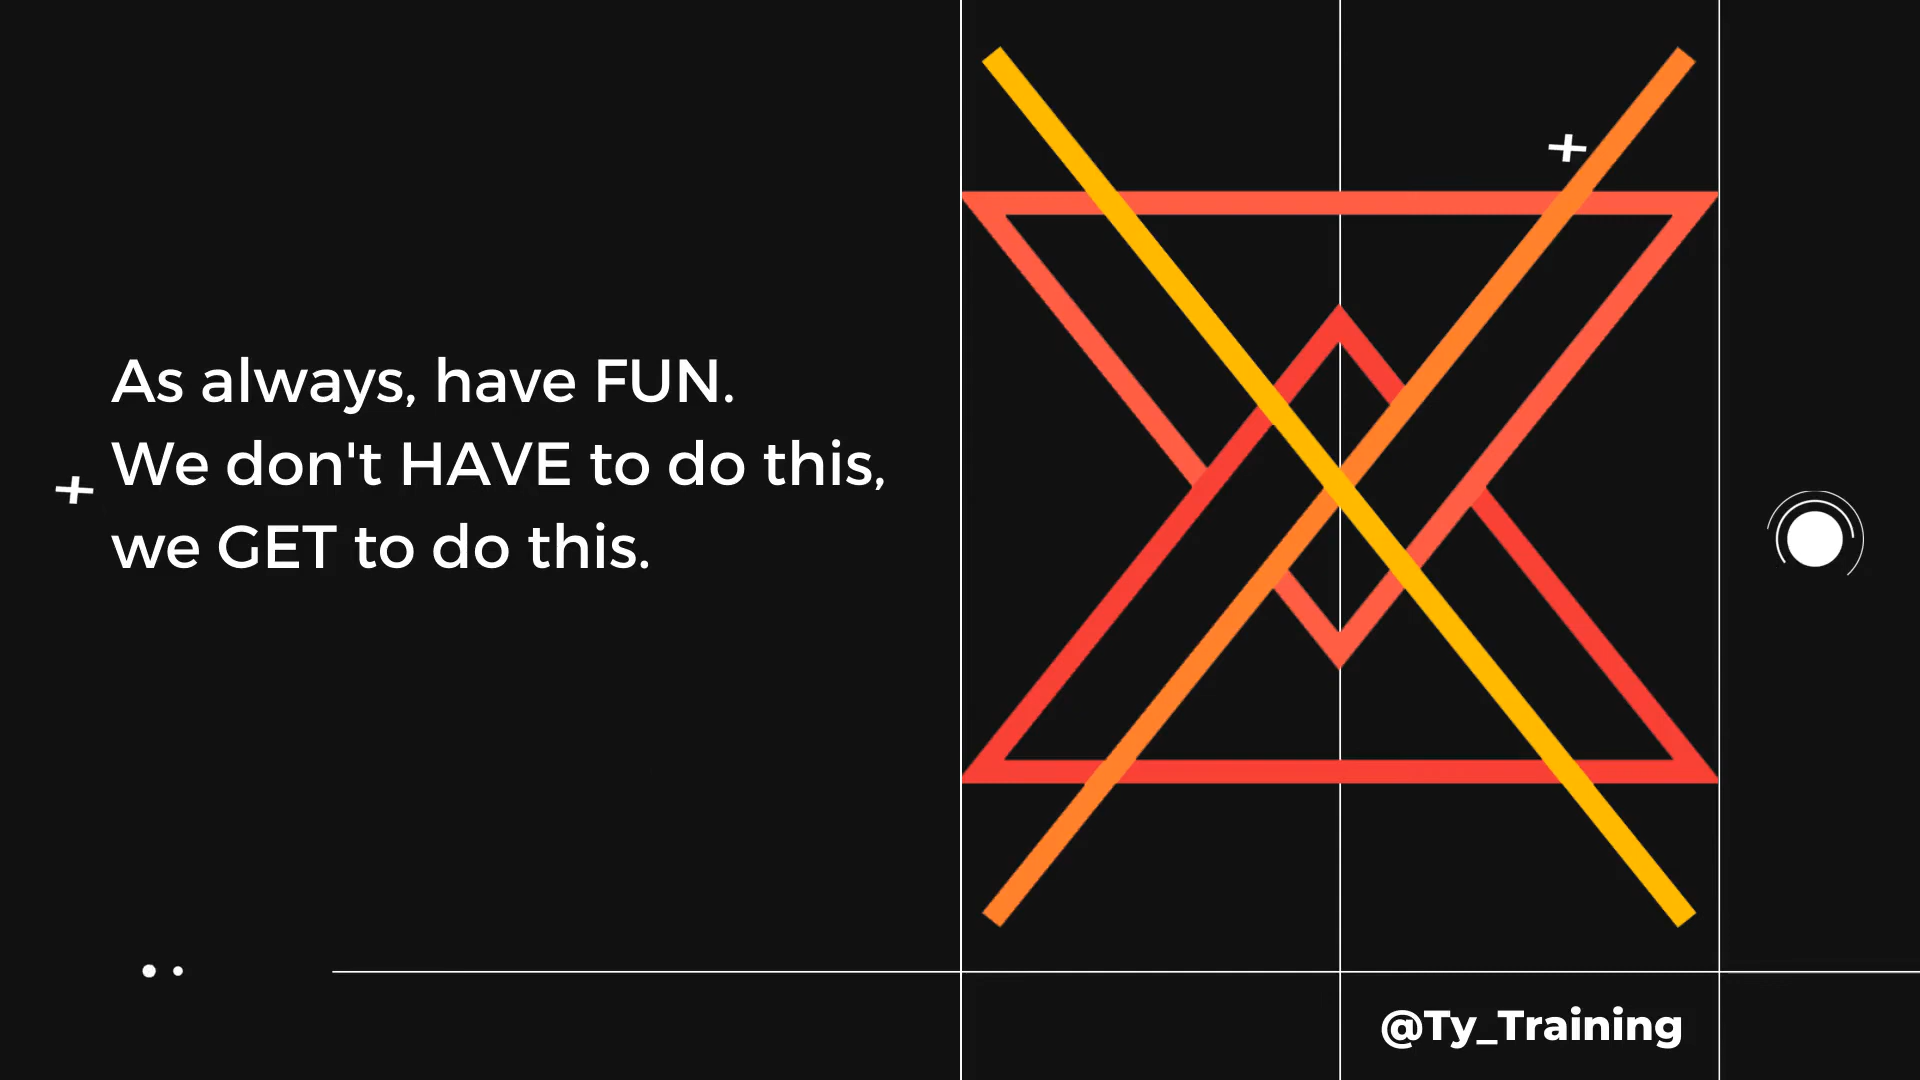 As always, have FUN.
We don't HAVE to do this,
we GET to do this.
@Ty_Training